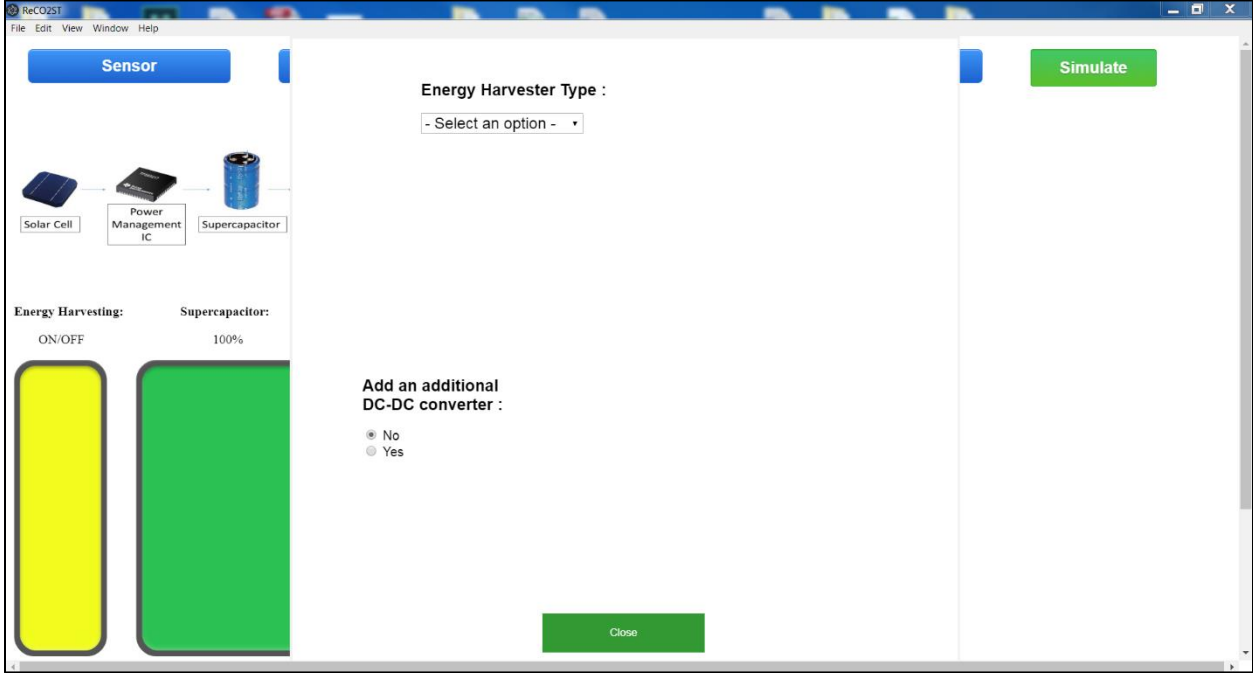 ReCO2ST
File Edit View Window Help
Sensor
Simulate
Energy Harvester Type :
- Select an option -
Solar Cell
Power
Management
IC
Supercapacitor
Energy Harvesting:
Supercapacitor:
ON/OFF
100%
Add an additional
DC-DC converter :
No
Yes
Close